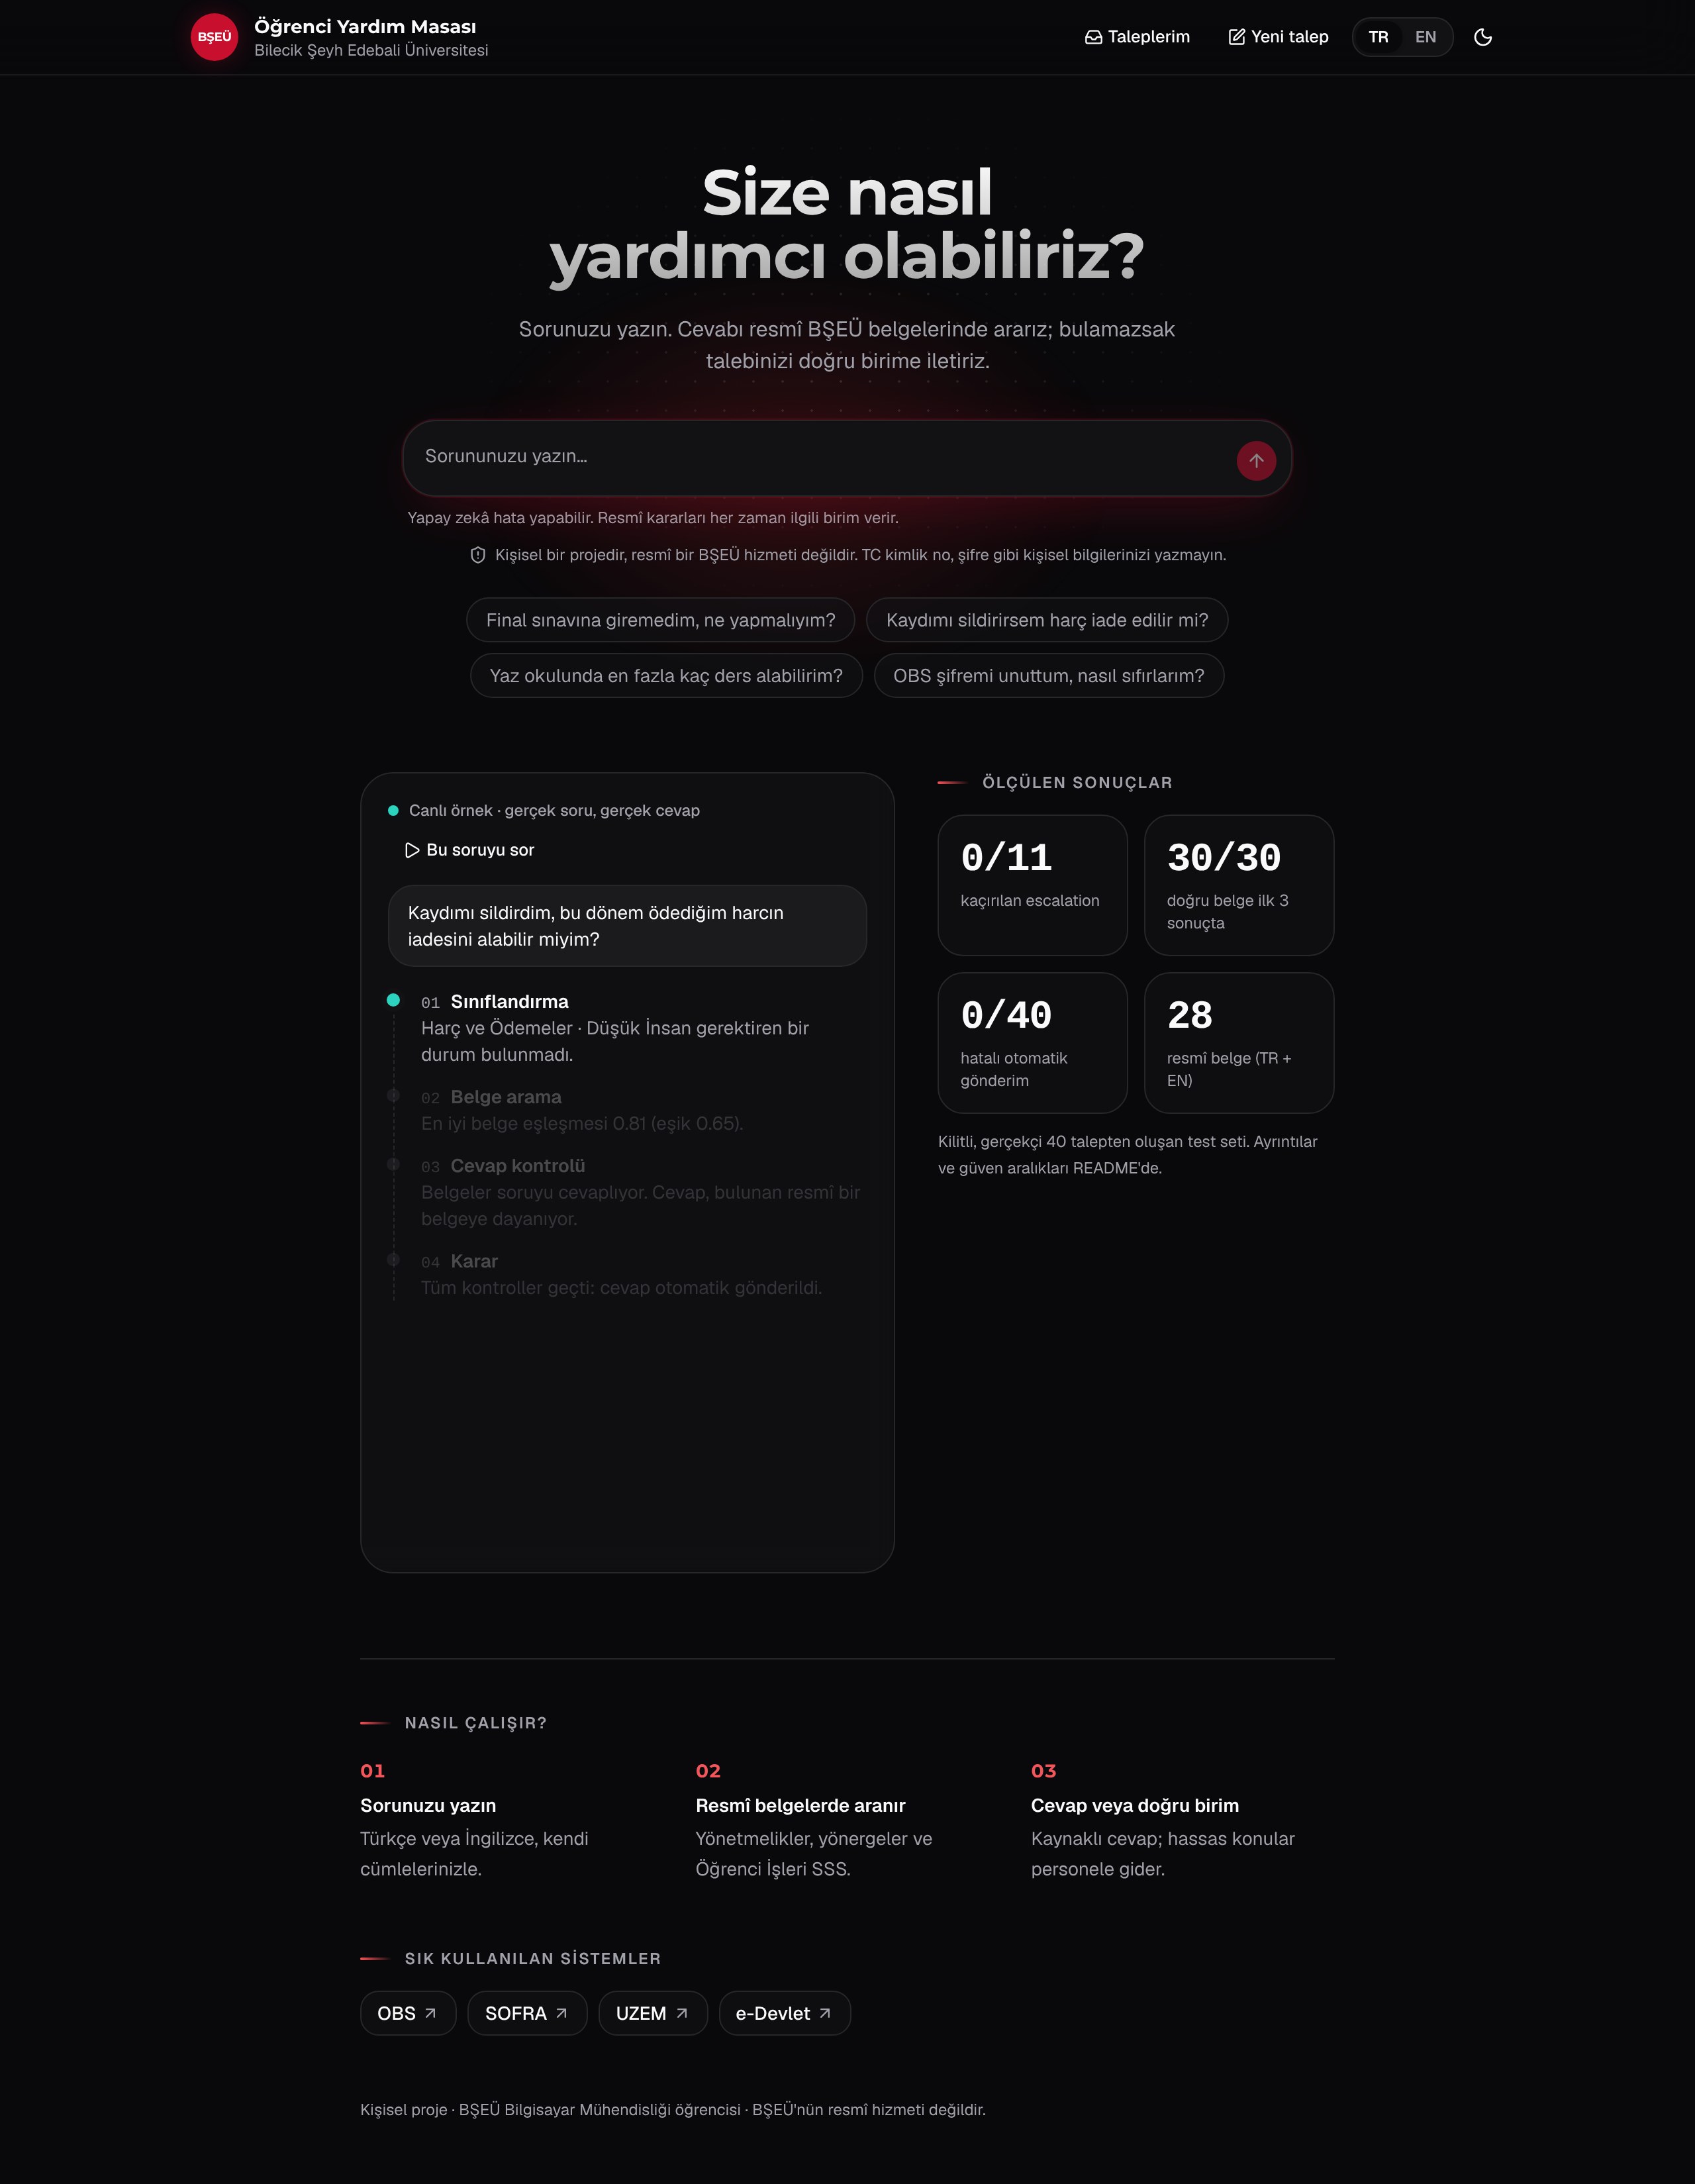 BŞEÜ
Öğrenci Yardım Masası
Bilecik Şeyh Edebali Üniversitesi
Taleplerim
Yeni talep
TR
EN
Size nasıl
yardımcı olabiliriz?
Sorunuzu yazın. Cevabı resmî BŞEÜ belgelerinde ararız; bulamazsak
talebinizi doğru birime iletiriz.
Sorununuzu yazın...
Yapay zekâ hata yapabilir. Resmî kararları her zaman ilgili birim verir.
Kişisel bir projedir, resmî bir BŞEÜ hizmeti değildir. TC kimlik no, şifre gibi kişisel bilgilerinizi yazmayın.
Final sınavına giremedim, ne yapmalıyım?
Kaydımı sildirirsem harç iade edilir mi?
Yaz okulunda en fazla kaç ders alabilirim?
OBS şifremi unuttum, nasıl sıfırlarım?
Canlı örnek · gerçek soru, gerçek cevap
Bu soruyu sor
Kaydımı sildirdim, bu dönem ödediğim harcın
iadesini alabilir miyim?
01 Sınıflandırma
Harç ve Ödemeler · Düşük İnsan gerektiren bir
durum bulunmadı.
02 Belge arama
En iyi belge eşleşmesi 0.81 (eşik 0.65).
03 Cevap kontrolü
Belgeler soruyu cevaplıyor. Cevap, bulunan resmî bir
belgeye dayanıyor.
04 Karar
Tüm kontroller geçti: cevap otomatik gönderildi.
ÖLÇÜLEN SONUÇLAR
0/11
kaçırılan escalation
30/30
doğru belge ilk 3
sonuçta
0/40
hatalı otomatik
gönderim
28
resmî belge (TR +
EN)
Kilitli, gerçekçi 40 talepten oluşan test seti. Ayrıntılar
ve güven aralıkları README'de.
NASIL ÇALIŞIR?
01
Sorunuzu yazın
Türkçe veya İngilizce, kendi
cümlelerinizle.
02
Resmî belgelerde aranır
Yönetmelikler, yönergeler ve
Öğrenci İşleri SSS.
03
Cevap veya doğru birim
Kaynaklı cevap; hassas konular
personele gider.
SIK KULLANILAN SİSTEMLER
OBS
SOFRA
UZEM
e-Devlet
Kişisel proje · BŞEÜ Bilgisayar Mühendisliği öğrencisi · BŞEÜ'nün resmî hizmeti değildir.